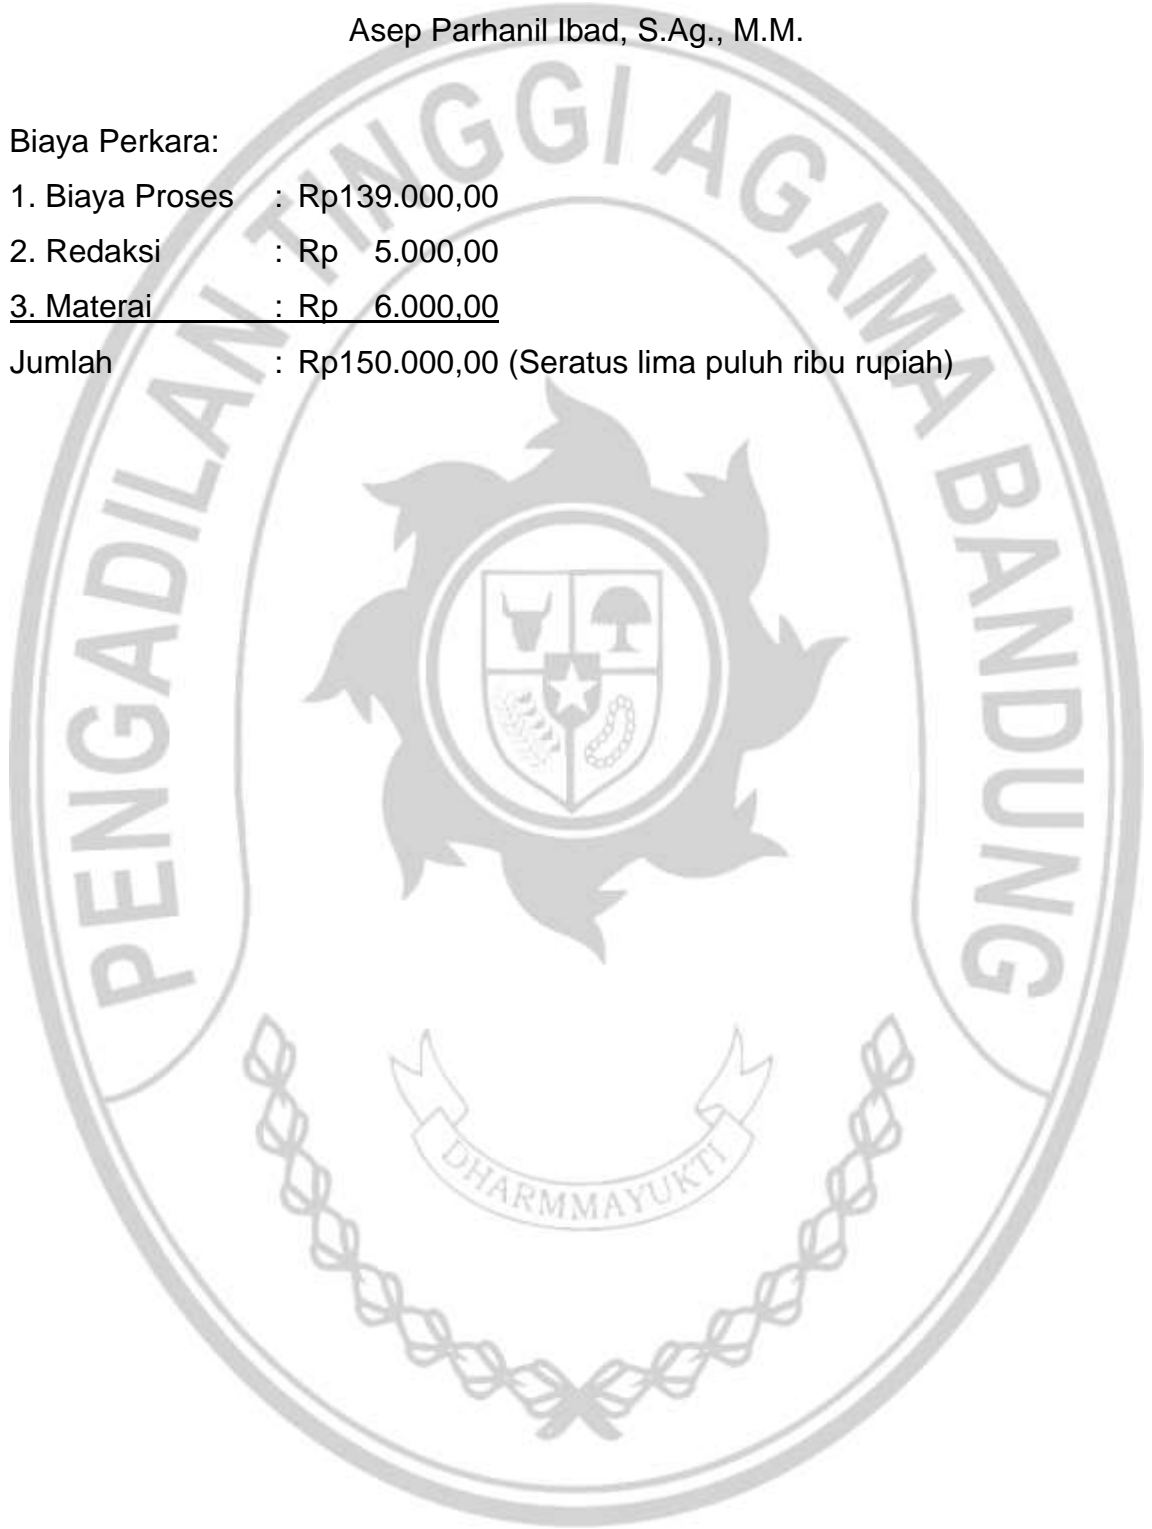 Asep Parhanil Ibad, S.Ag., M.M.
Biaya Perkara:
1. Biaya Proses : Rp139.000,00
2. Redaksi : Rp 5.000,00
3. Materai : Rp 6.000,00
Jumlah : Rp150.000,00 (Seratus lima puluh ribu rupiah)
PENGADILAN TINGGI AGAMA BANDUNG
DHARMMAYUKTI